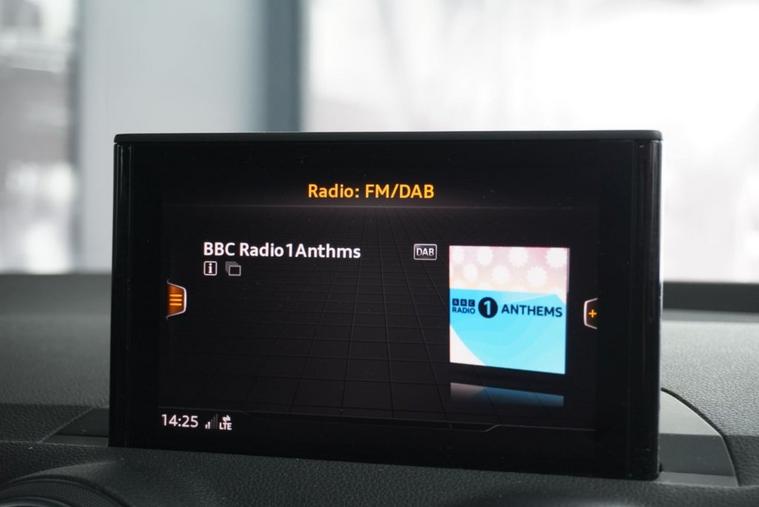 Radio: FM/DAB
BBC Radio1Anthms
DAB
i
BBC
RADIO 1 ANTHEMS
+
14:25
LTE